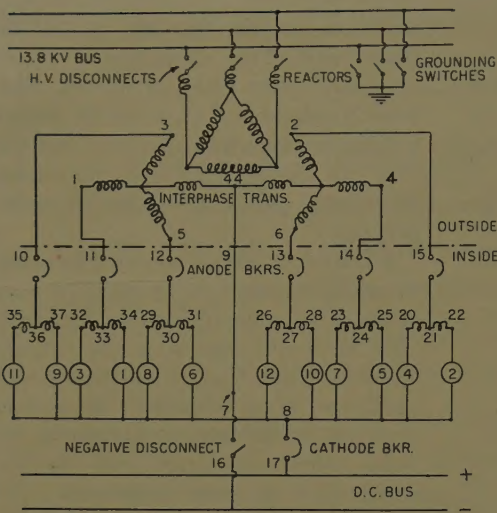 13.8 KV BUS
H.V. DISCONNECTS
REACTORS
GROUNDING
SWITCHES
3
2
1
44
4
INTERPHASE TRANS.
5
6
OUTSIDE
INSIDE
10
11
12
9
13
14
15
ANODE BKRS.
35 37 32 34 29 31 26 28 23 25 20 22
36 33 30 27 24 21
11 9 3 1 8 6 12 10 7 5 4 2
7
8
NEGATIVE DISCONNECT
CATHODE BKR.
16
17
+
D.C. BUS
−